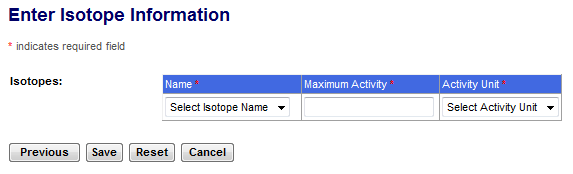 Enter Isotope Information
* indicates required field
Isotopes:
Name * Maximum Activity * Activity Unit *
Select Isotope Name Select Activity Unit
Previous Save Reset Cancel